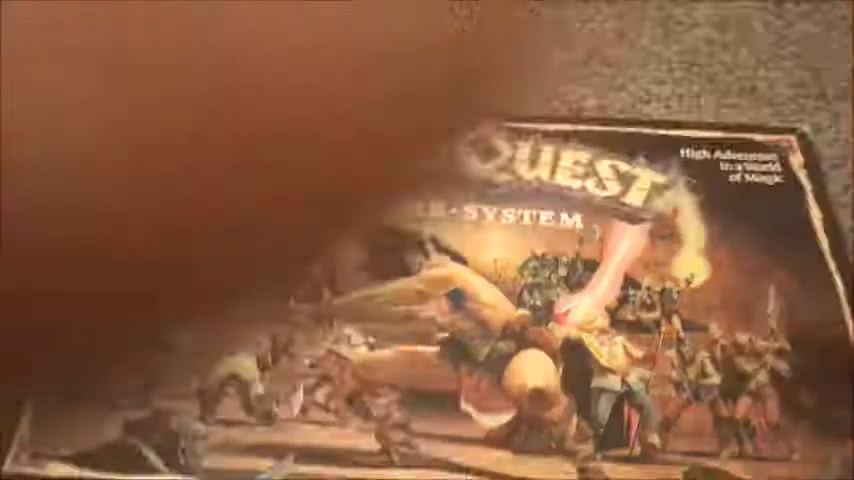 QUEST
SYSTEM
High Adventure
in a World
of Magic